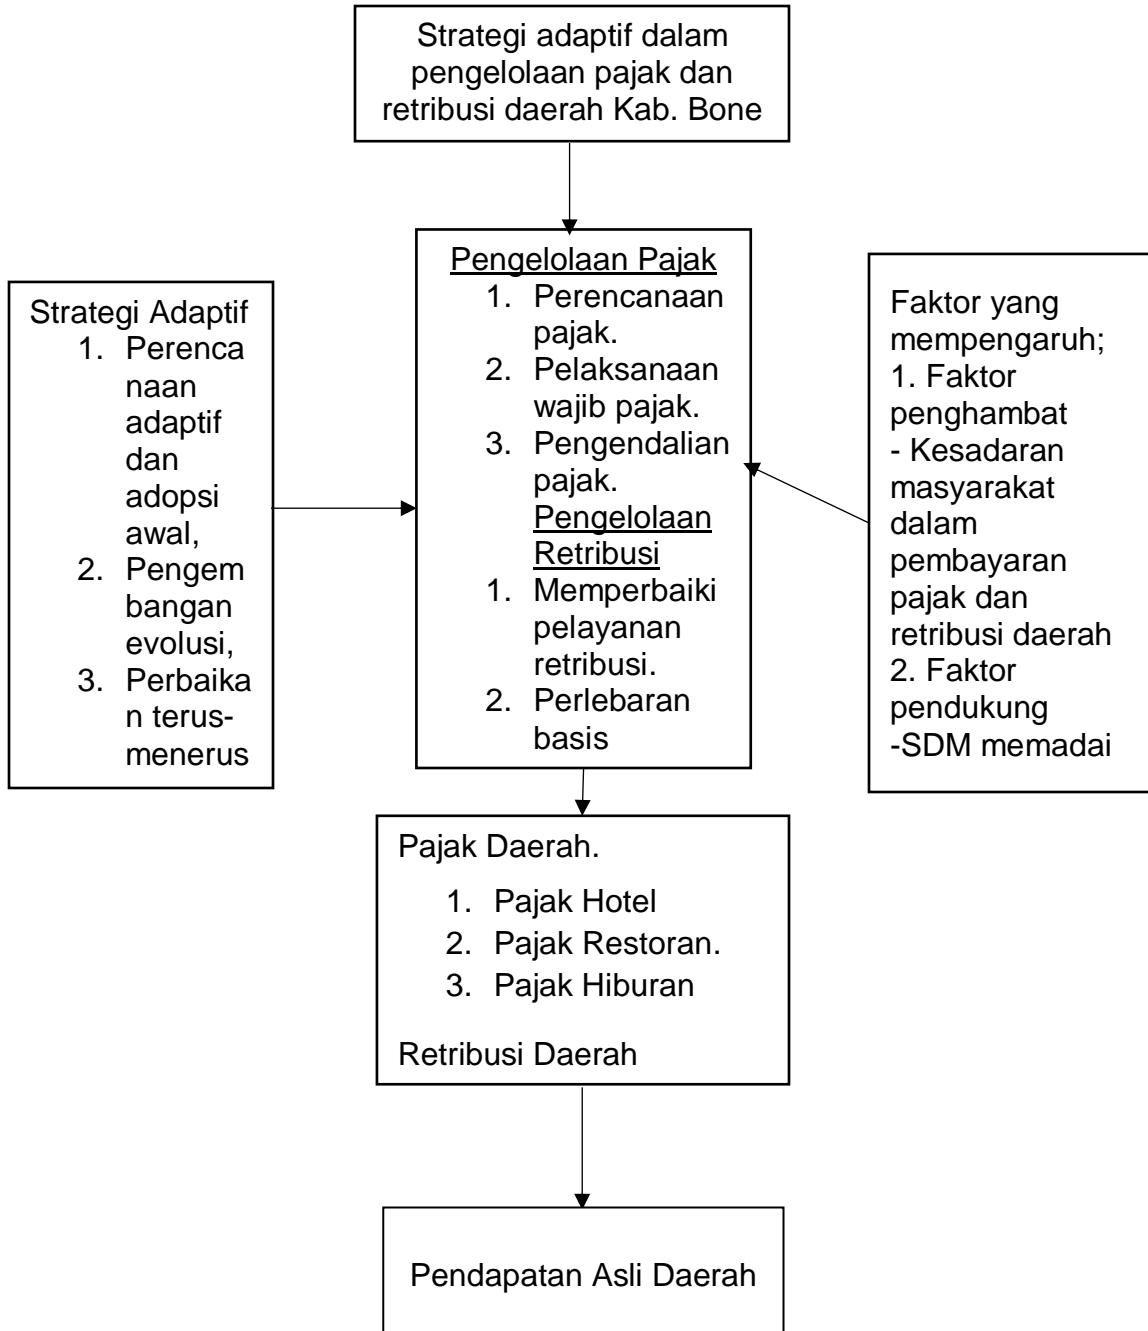 Strategi adaptif dalam
pengelolaan pajak dan
retribusi daerah Kab. Bone
Strategi Adaptif
1. Perenca
naan
adaptif
dan
adopsi
awal,
2. Pengem
bangan
evolusi,
3. Perbaika
n terus-
menerus
Pengelolaan Pajak
1. Perencanaan
pajak.
2. Pelaksanaan
wajib pajak.
3. Pengendalian
pajak.
Pengelolaan
Retribusi
1. Memperbaiki
pelayanan
retribusi.
2. Perlebaran
basis
Faktor yang
mempengaruh;
1. Faktor
penghambat
- Kesadaran
masyarakat
dalam
pembayaran
pajak dan
retribusi daerah
2. Faktor
pendukung
-SDM memadai
Pajak Daerah.
1. Pajak Hotel
2. Pajak Restoran.
3. Pajak Hiburan
Retribusi Daerah
Pendapatan Asli Daerah